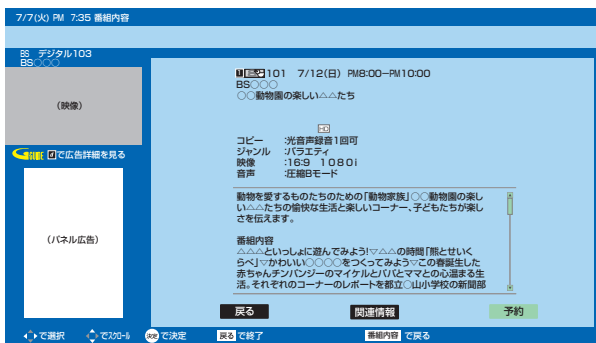 7/7(火) PM 7:35 番組内容
BS デジタル103
BS○○○
(映像)
Gガイド dで広告詳細を見る
(パネル広告)
101 7/12(日) PM8:00-PM10:00
BS○○○
○○動物園の楽しい△△たち
HD
コピー :光音声録音1回可
ジャンル :バラエティ
映像 :16:9 1080i
音声 :圧縮Bモード
動物を愛するものたちのための「動物家族」○○動物園の楽し
い△△たちの愉快な生活と楽しいコーナー、子どもたちが楽し
さを伝えます。
番組内容
△△△といっしょに遊んでみよう!▽△△の時間「熊とせいく
らべ」▽かわいい○○○○をつくってみよう▽この春誕生した
赤ちゃんチンパンジーのマイケルとパパとママとの心温まる生
活。それぞれのコーナーのレポートを都立○山小学校の新聞部
戻る 関連情報 予約
で選択 でスクロール 決定で決定 戻るで終了 番組内容で戻る